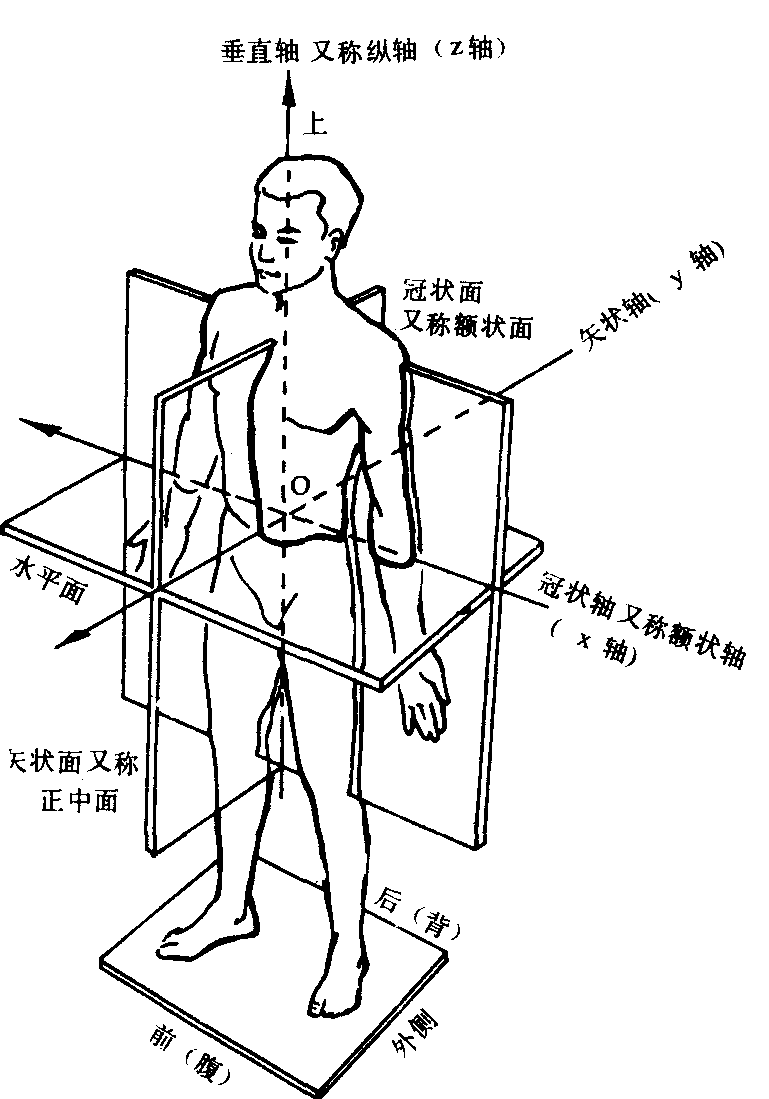 垂直轴 又称纵轴（Z轴）
上
冠状面
又称额状面
矢状轴( y 轴)
O
水平面
冠状轴又称额状轴
( x 轴)
矢状面又称
正中面
后（背）
外侧
前（腹）